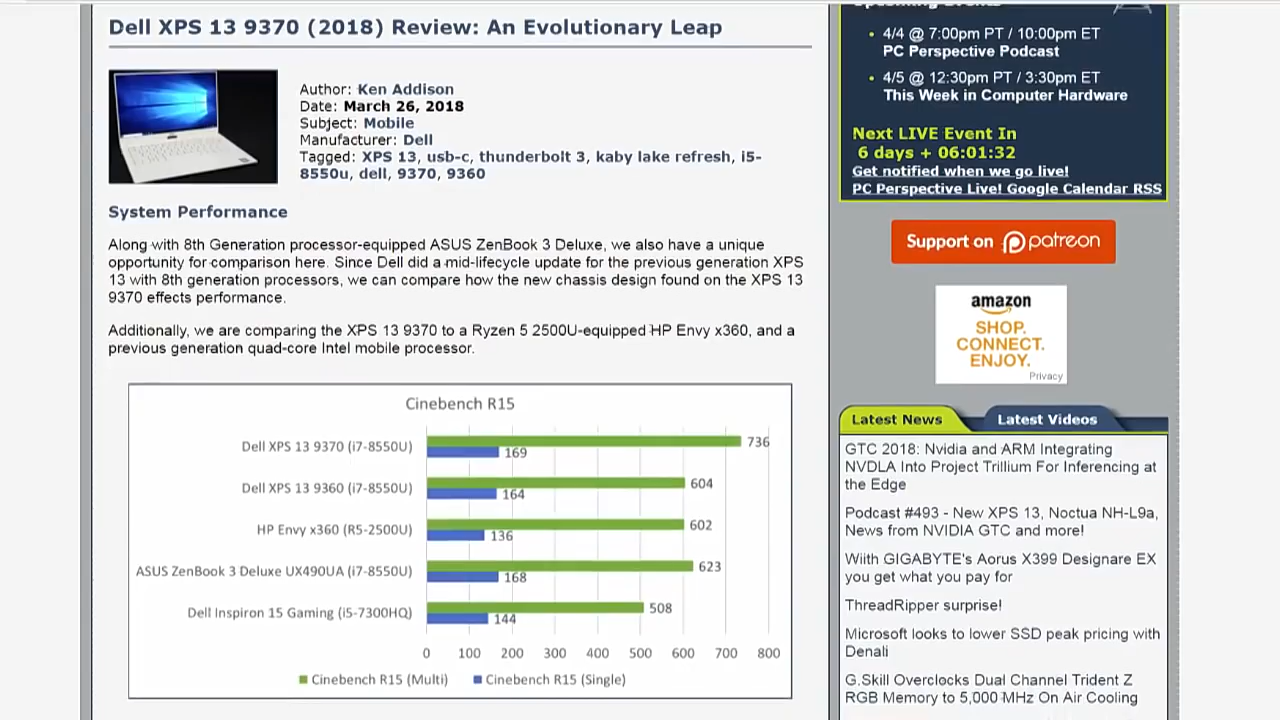 Dell XPS 13 9370 (2018) Review: An Evolutionary Leap
Author: Ken Addison
Date: March 26, 2018
Subject: Mobile
Manufacturer: Dell
Tagged: XPS 13, usb-c, thunderbolt 3, kaby lake refresh, i5-
8550u, dell, 9370, 9360
System Performance
Along with 8th Generation processor-equipped ASUS ZenBook 3 Deluxe, we also have a unique
opportunity for comparison here. Since Dell did a mid-lifecycle update for the previous generation XPS
13 with 8th generation processors, we can compare how the new chassis design found on the XPS 13
9370 effects performance.
Additionally, we are comparing the XPS 13 9370 to a Ryzen 5 2500U-equipped HP Envy x360, and a
previous generation quad-core Intel mobile processor.
Cinebench R15
Dell XPS 13 9370 (i7-8550U)
736
169
Dell XPS 13 9360 (i7-8550U)
604
164
HP Envy x360 (R5-2500U)
602
136
ASUS ZenBook 3 Deluxe UX490UA (i7-8550U)
623
168
Dell Inspiron 15 Gaming (i5-7300HQ)
508
144
0 100 200 300 400 500 600 700 800
Cinebench R15 (Multi) Cinebench R15 (Single)
Upcoming Events
4/4 @ 7:00pm PT / 10:00pm ET
PC Perspective Podcast
4/5 @ 12:30pm PT / 3:30pm ET
This Week in Computer Hardware
Next LIVE Event In
6 days + 06:01:32
Get notified when we go live!
PC Perspective Live! Google Calendar RSS
Support on patreon
amazon
SHOP.
CONNECT.
ENJOY.
Privacy
Latest News Latest Videos
GTC 2018: Nvidia and ARM Integrating
NVDLA Into Project Trillium For Inferencing at
the Edge
Podcast #493 - New XPS 13, Noctua NH-L9a,
News from NVIDIA GTC and more!
Wiith GIGABYTE's Aorus X399 Designare EX
you get what you pay for
ThreadRipper surprise!
Microsoft looks to lower SSD peak pricing with
Denali
G.Skill Overclocks Dual Channel Trident Z
RGB Memory to 5,000 MHz On Air Cooling